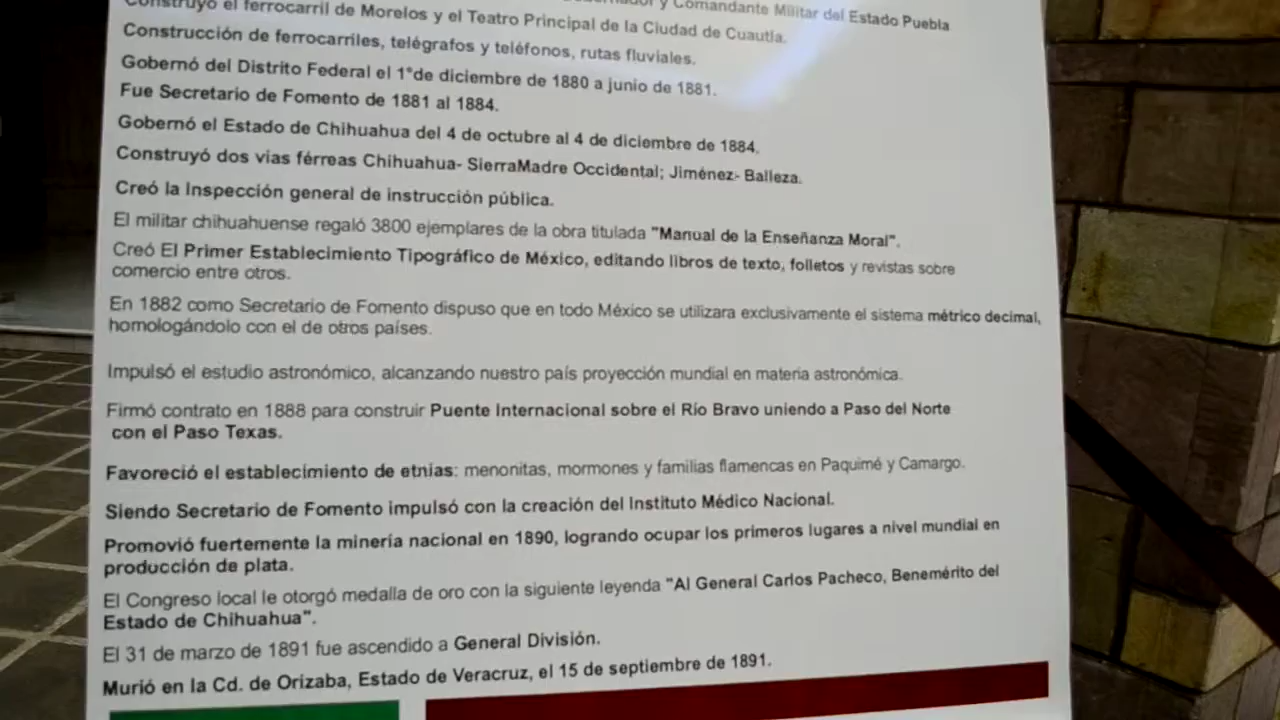 y Comandante Militar del Estado Puebla
Construyó el ferrocarril de Morelos y el Teatro Principal de la Ciudad de Cuautla.
Construcción de ferrocarriles, telégrafos y teléfonos, rutas fluviales.
Gobernó del Distrito Federal el 1°de diciembre de 1880 a junio de 1881.
Fue Secretario de Fomento de 1881 al 1884.
Gobernó el Estado de Chihuahua del 4 de octubre al 4 de diciembre de 1884.
Construyó dos vias férreas Chihuahua- SierraMadre Occidental; Jiménez- Balleza.
Creó la Inspección general de instrucción pública.
El militar chihuahuense regaló 3800 ejemplares de la obra titulada "Manual de la Enseñanza Moral".
Creó El Primer Establecimiento Tipográfico de México, editando libros de texto, folletos y revistas sobre
comercio entre otros.
En 1882 como Secretario de Fomento dispuso que en todo México se utilizara exclusivamente el sistema métrico decimal,
homologándolo con el de otros países.
Impulsó el estudio astronómico, alcanzando nuestro país proyección mundial en materia astronómica.
Firmó contrato en 1888 para construir Puente Internacional sobre el Río Bravo uniendo a Paso del Norte
con el Paso Texas.
Favoreció el establecimiento de etnias: menonitas, mormones y familias flamencas en Paquimé y Camargo.
Siendo Secretario de Fomento impulsó con la creación del Instituto Médico Nacional.
Promovió fuertemente la minería nacional en 1890, logrando ocupar los primeros lugares a nivel mundial en
producción de plata.
El Congreso local le otorgó medalla de oro con la siguiente leyenda "Al General Carlos Pacheco, Benemérito del
Estado de Chihuahua".
El 31 de marzo de 1891 fue ascendido a General División.
Murió en la Cd. de Orizaba, Estado de Veracruz, el 15 de septiembre de 1891.